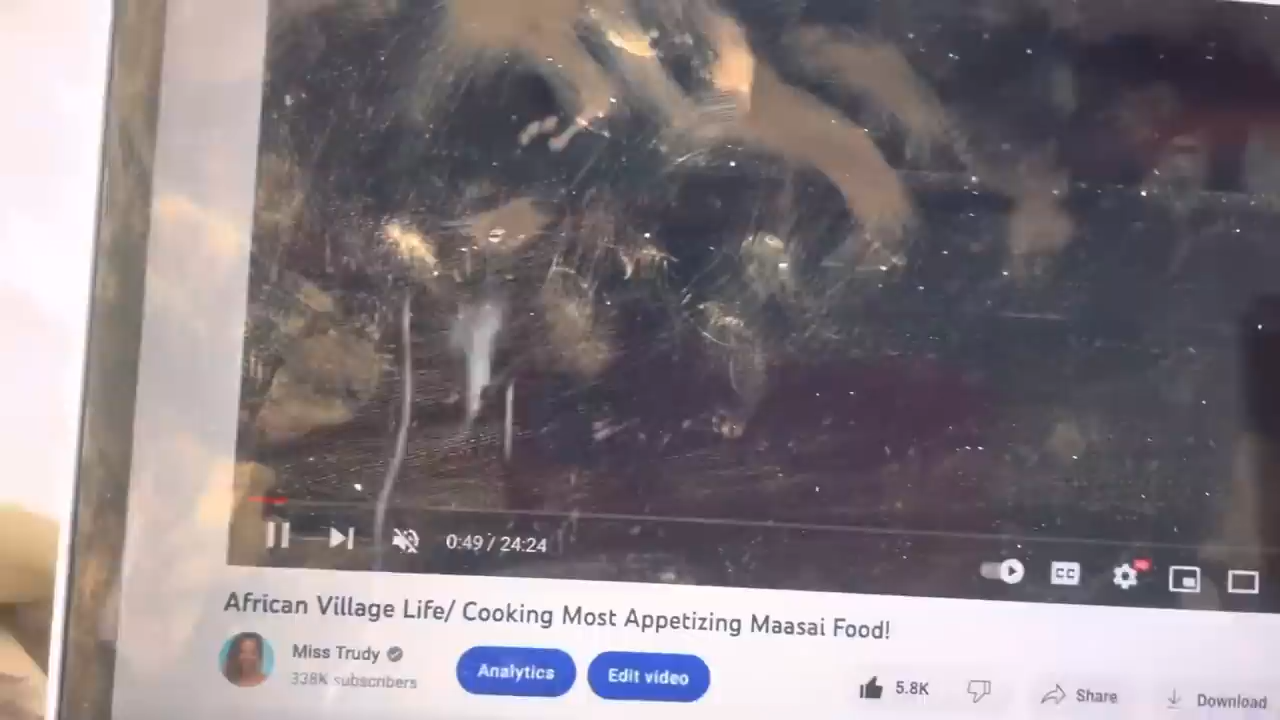 0:49 / 24:24
CC
African Village Life/ Cooking Most Appetizing Maasai Food!
Miss Trudy
338K subscribers
Analytics
Edit video
5.8K
Share
Download